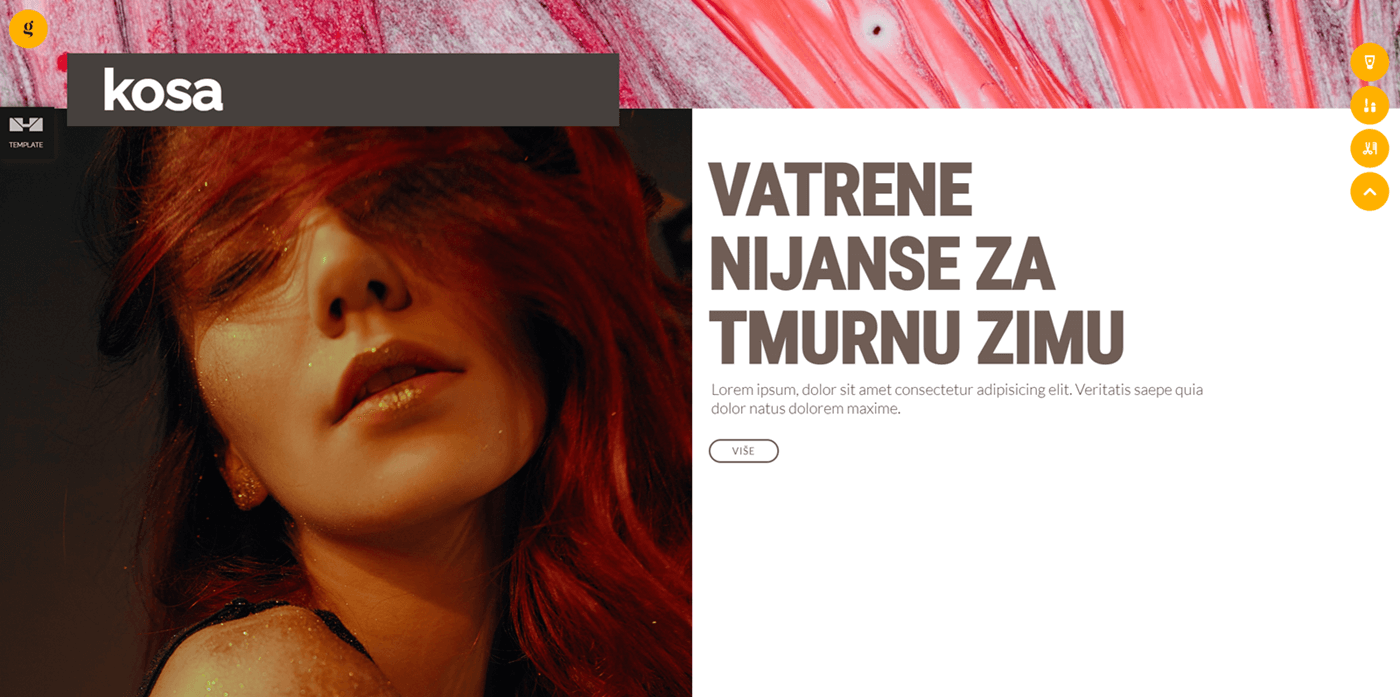 g
kosa
TEMPLATE
VATRENE
NIJANSE ZA
TMURNU ZIMU
Lorem ipsum, dolor sit amet consectetur adipisicing elit. Veritatis saepe quia
dolor natus dolorem maxime.
VIŠE